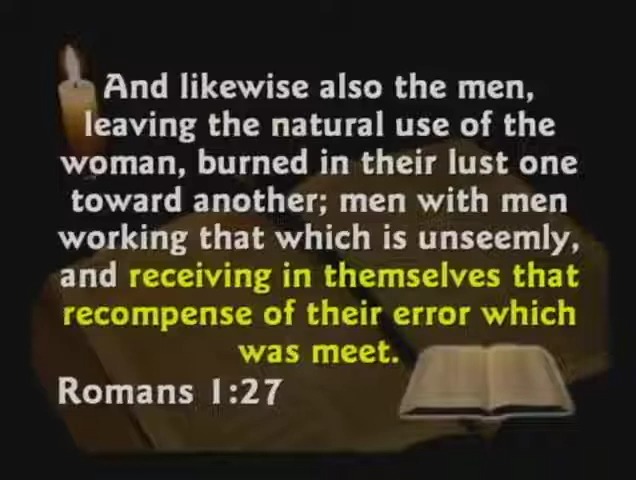 And likewise also the men,
leaving the natural use of the
woman, burned in their lust one
toward another; men with men
working that which is unseemly,
and receiving in themselves that
recompense of their error which
was meet.
Romans 1:27